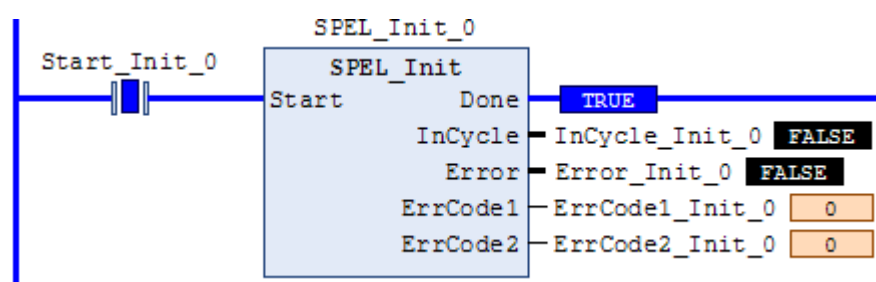 SPEL_Init_0
Start_Init_0
SPEL_Init
Start Done TRUE
InCycle InCycle_Init_0 FALSE
Error Error_Init_0 FALSE
ErrCode1 ErrCode1_Init_0 0
ErrCode2 ErrCode2_Init_0 0